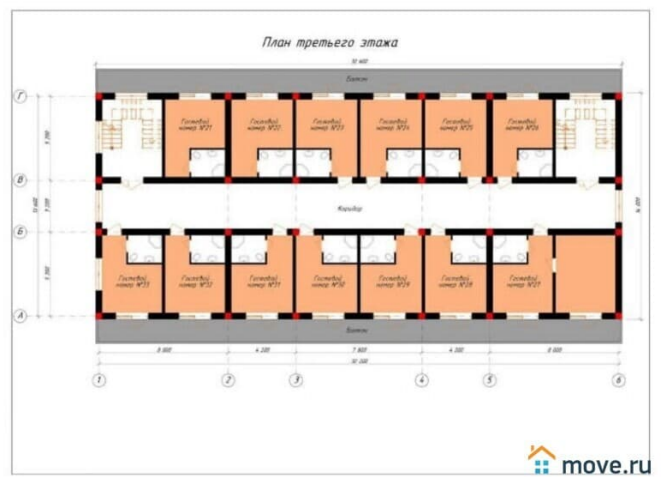 План третьего этажа
Балкон
Г
Гостевой номер №21
Гостевой номер №22
Гостевой номер №23
Гостевой номер №24
Гостевой номер №25
Гостевой номер №26
В
Коридор
Б
Гостевой номер №33
Гостевой номер №32
Гостевой номер №31
Гостевой номер №30
Гостевой номер №29
Гостевой номер №28
Гостевой номер №27
А
Балкон
1
2
3
4
5
6
move.ru